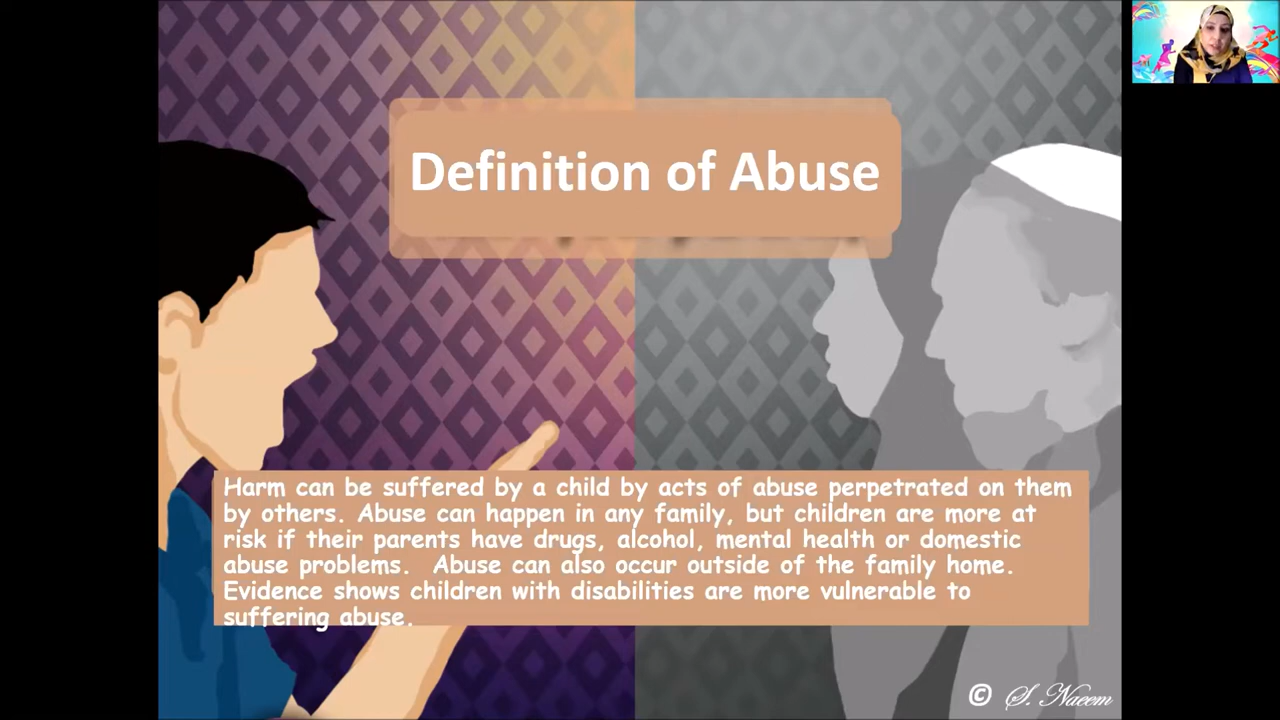 Definition of Abuse
Harm can be suffered by a child by acts of abuse perpetrated on them
by others. Abuse can happen in any family, but children are more at
risk if their parents have drugs, alcohol, mental health or domestic
abuse problems.  Abuse can also occur outside of the family home.
Evidence shows children with disabilities are more vulnerable to
suffering abuse.
© S. Naeem